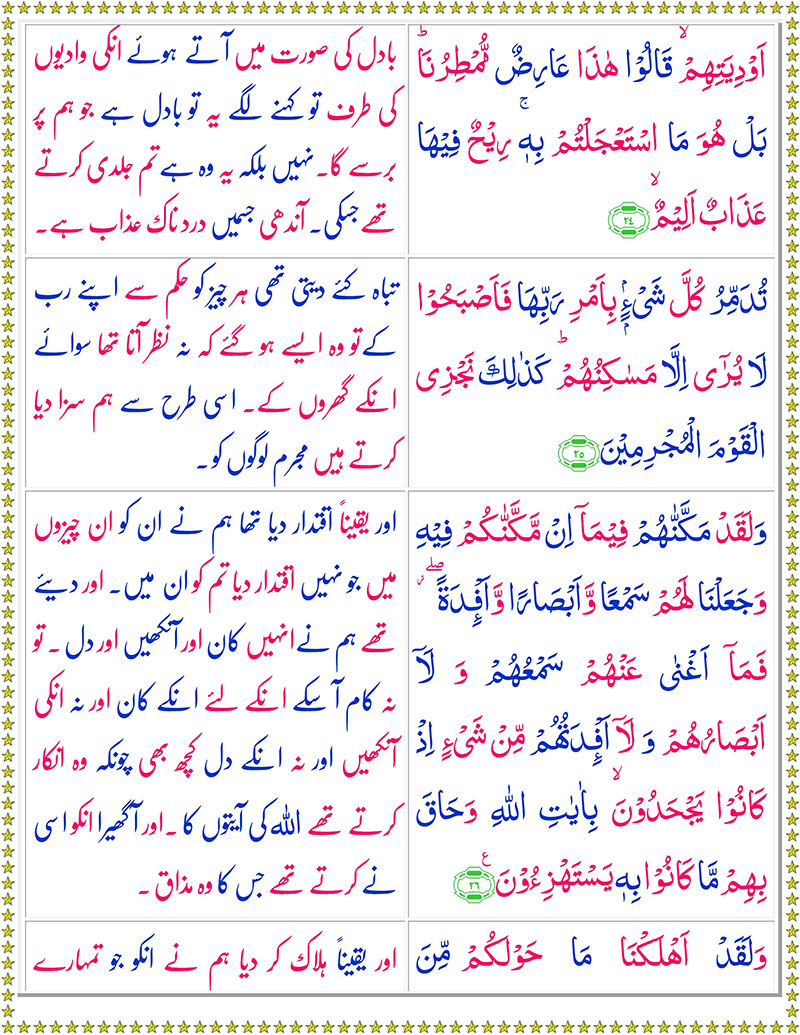 اَوْدِيَتِهِمْ ۙ قَالُوْا هٰذَا عَارِضٌ مُّمْطِرُنَا ؕ
بَلْ هُوَ مَا اسْتَعْجَلْتُمْ بِهٖ ۚ رِيْحٌ فِيْهَا
عَذَابٌ اَلِيْمٌ ۙ ٢٤
بادل کی صورت میں آتے ہوئے انکی وادیوں
کی طرف تو کہنے لگے یہ تو بادل ہے جو ہم پر
برسے گا۔ نہیں بلکہ یہ وہ ہے تم جلدی کرتے
تھے جسکی۔ آندھی جسمیں درد ناک عذاب ہے۔
تُدَمِّرُ كُلَّ شَىْءٍۭ بِاَمْرِ رَبِّهَا فَاَصْبَحُوْا
لَا يُرٰٓى اِلَّا مَسٰكِنُهُمْ ؕ كَذٰلِكَ نَجْزِى
الْقَوْمَ الْمُجْرِمِيْنَ ٢٥
تباہ کئے دیتی تھی ہر چیز کو حکم سے اپنے رب
کے تو وہ ایسے ہو گئے کہ نہ نظر آتا تھا سوائے
انکے گھروں کے۔ اسی طرح سے ہم سزا دیا
کرتے ہیں مجرم لوگوں کو۔
وَلَقَدْ مَكَّنّٰهُمْ فِيْمَآ اِنْ مَّكَّنّٰكُمْ فِيْهِ
وَجَعَلْنَا لَهُمْ سَمْعًا وَّاَبْصَارًا وَّاَفْـِٕدَةً ۖ
فَمَآ اَغْنٰى عَنْهُمْ سَمْعُهُمْ وَ لَاۤ
اَبْصَارُهُمْ وَ لَاۤ اَفْـِٕدَتُهُمْ مِّنْ شَىْءٍ اِذْ
كَانُوْا يَجْحَدُوْنَ ۙ بِاٰيٰتِ اللّٰهِ وَحَاقَ
بِهِمْ مَّا كَانُوْا بِهٖ يَسْتَهْزِءُوْنَ ٢٦ ع
اور یقیناً اقتدار دیا تھا ہم نے ان کو ان چیزوں
میں جو نہیں اقتدار دیا تم کو ان میں۔ اور دیئے
تھے ہم نے انہیں کان اور آنکھیں اور دل۔ تو
نہ کام آ سکے انکے لئے انکے کان اور نہ انکی
آنکھیں اور نہ انکے دل کچھ بھی چونکہ وہ انکار
کرتے تھے اللہ کی آیتوں کا۔ اور آگھیرا انکو اسی
نے کرتے تھے جس کا وہ مذاق۔
وَلَقَدْ اَهْلَكْنَا مَا حَوْلَكُمْ مِّنَ
اور یقیناً ہلاک کر دیا ہم نے انکو جو تمہارے